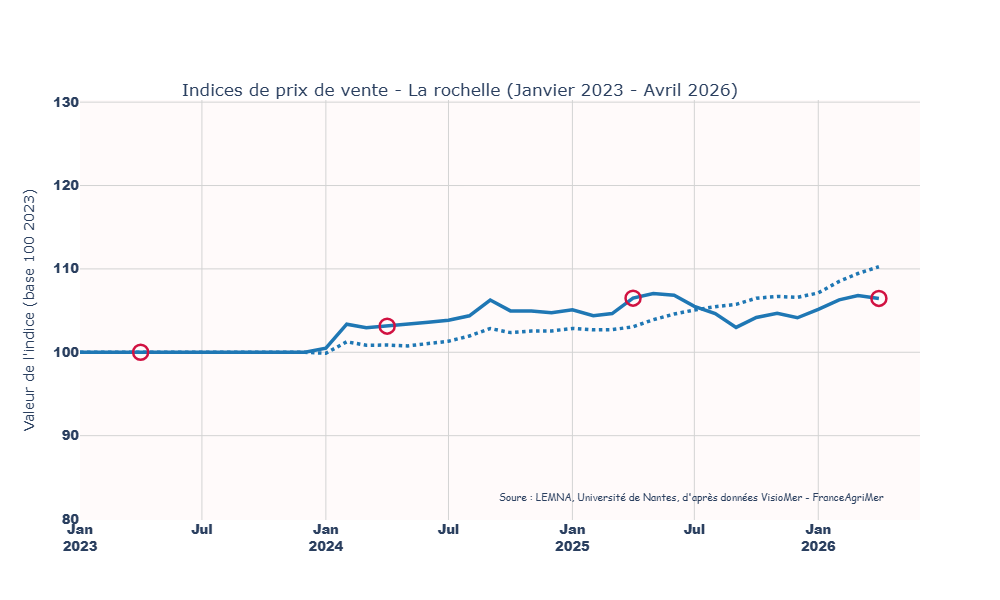 Indices de prix de vente - La rochelle (Janvier 2023 - Avril 2026)
Valeur de l'indice (base 100 2023)
130
120
110
100
90
80
Jan
2023
Jul
Jan
2024
Jul
Jan
2025
Jul
Jan
2026
Soure : LEMNA, Université de Nantes, d'après données VisioMer - FranceAgriMer